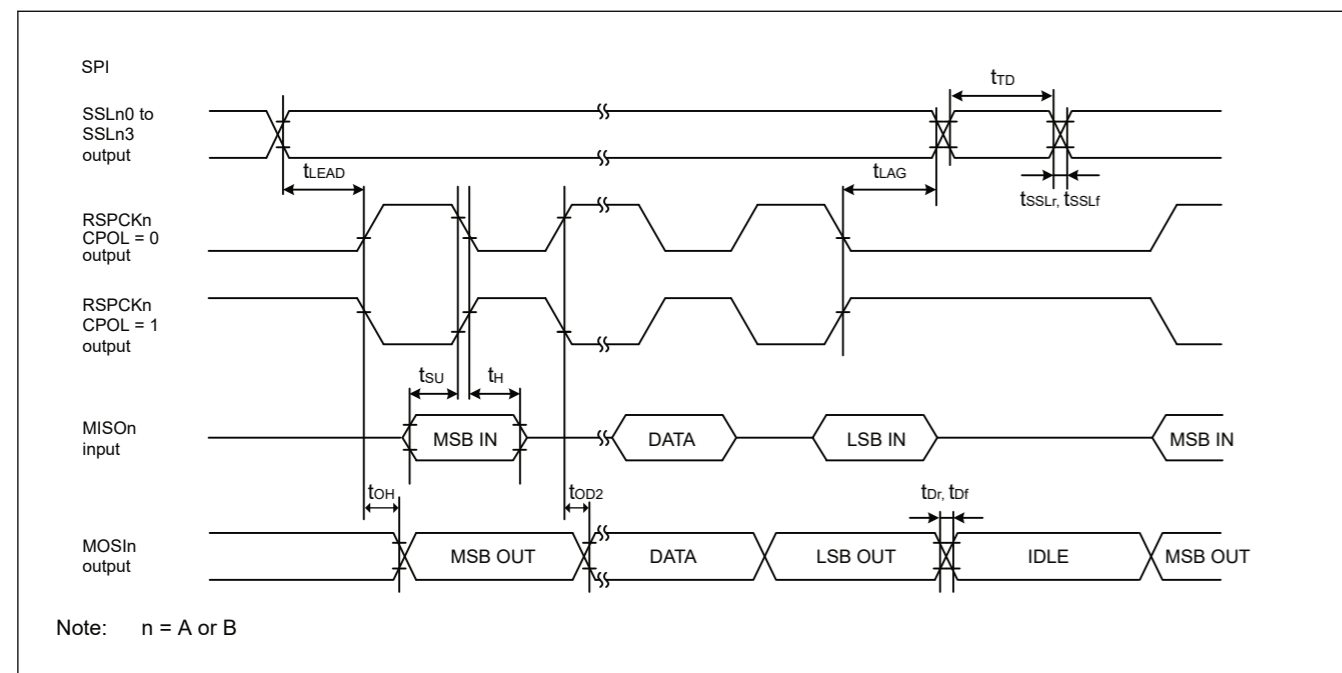 SPI
SSLn0 to
SSLn3
output
tTD
tLEAD
tLAG
tSSLr, tSSLf
RSPCKn
CPOL = 0
output
RSPCKn
CPOL = 1
output
tSU
tH
MISOn
input
MSB IN
DATA
LSB IN
MSB IN
tOH
tOD2
tDr, tDf
MOSIn
output
MSB OUT
DATA
LSB OUT
IDLE
MSB OUT
Note: n = A or B